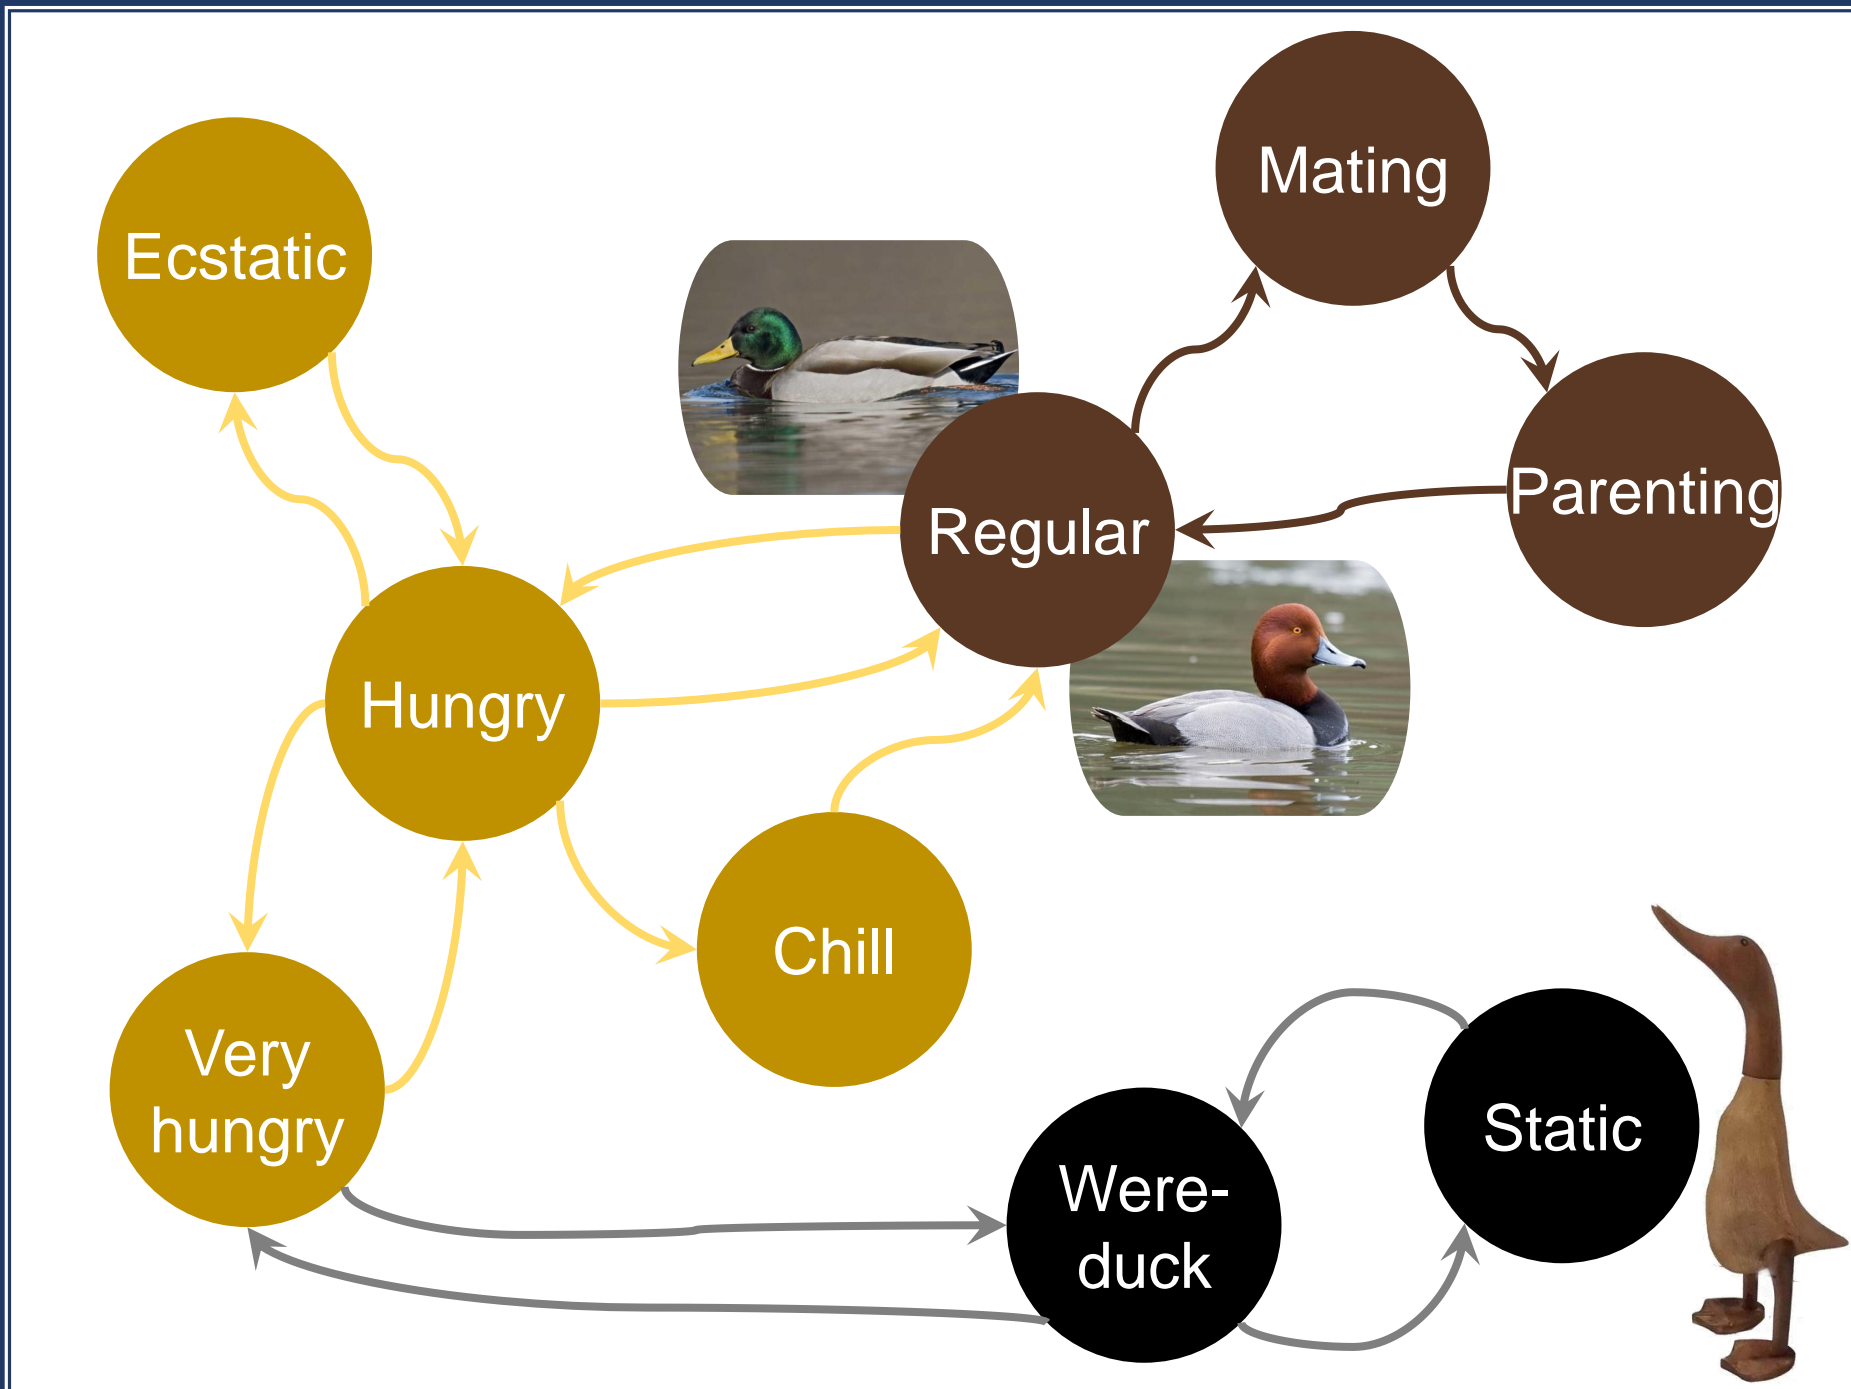 Mating
Ecstatic
Parenting
Regular
Hungry
Chill
Very
hungry
Static
Were-
duck